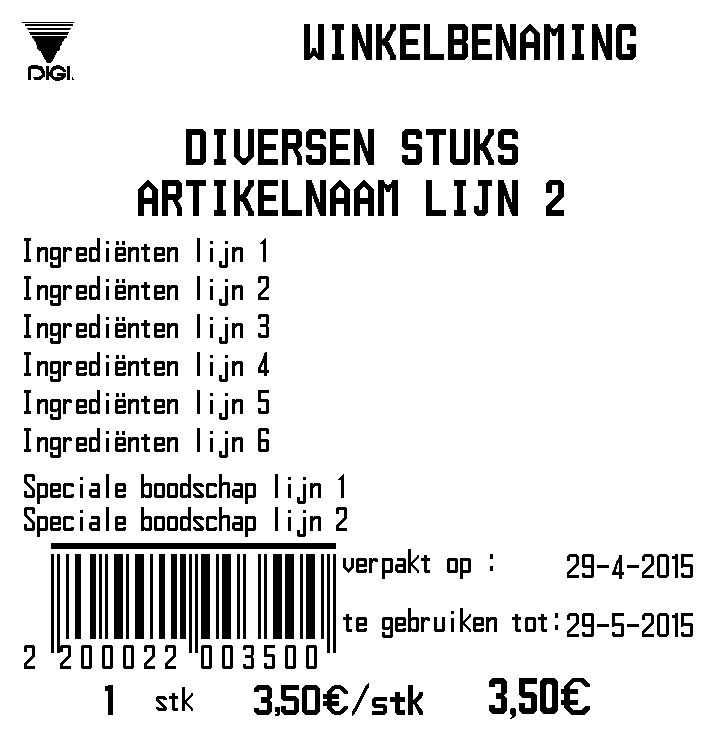 DIGI.
WINKELBENAMING
DIVERSEN STUKS
ARTIKELNAAM LIJN 2
Ingrediënten lijn 1
Ingrediënten lijn 2
Ingrediënten lijn 3
Ingrediënten lijn 4
Ingrediënten lijn 5
Ingrediënten lijn 6
Speciale boodschap lijn 1
Speciale boodschap lijn 2
verpakt op : 29-4-2015
te gebruiken tot: 29-5-2015
2 200022 003500
1 stk 3,50€/stk 3,50€